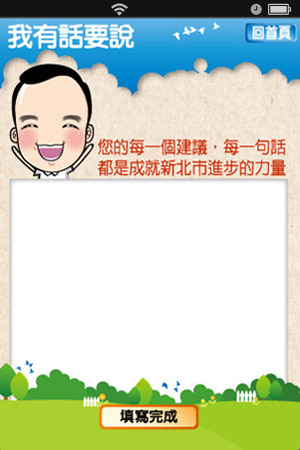 我有話要說
回首頁
您的每一個建議，每一句話
都是成就新北市進步的力量
填寫完成